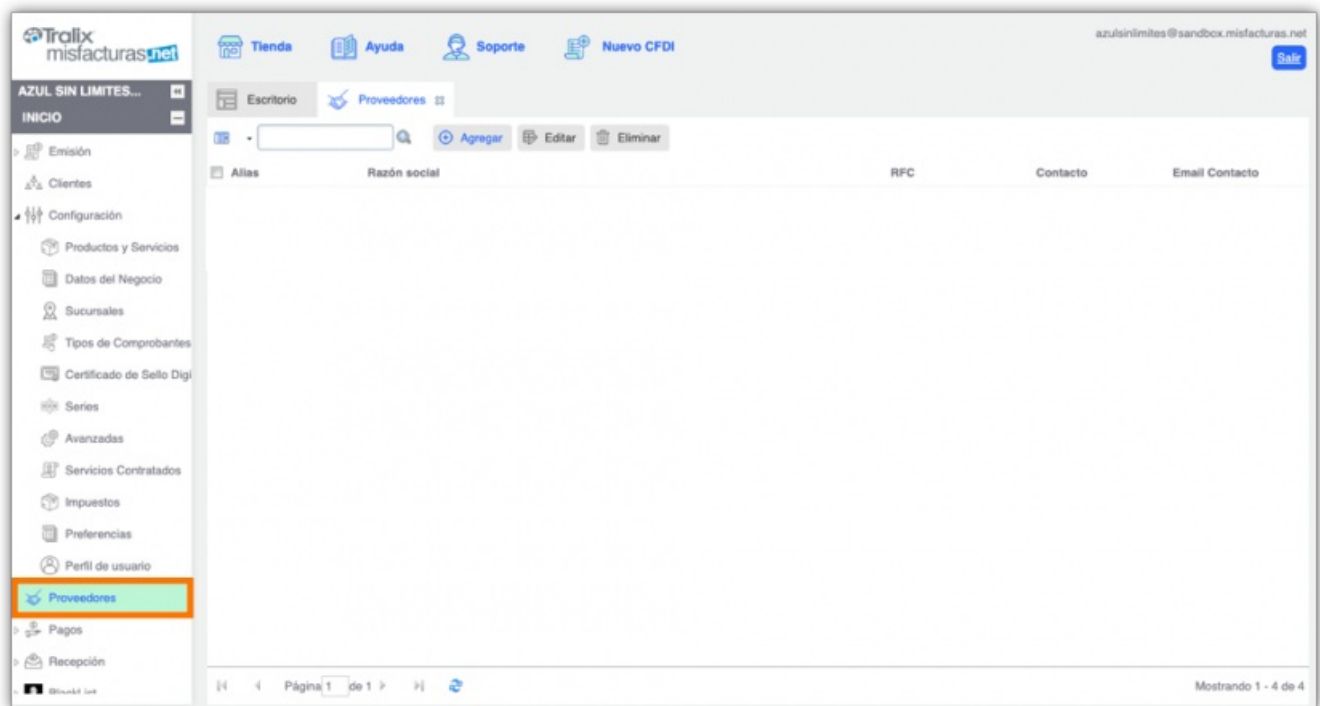 Tralix
misfacturas.net
Tienda
Ayuda
Soporte
Nuevo CFDI
azulsinlimites@sandbox.misfacturas.net
Salir
AZUL SIN LIMITES...
INICIO
Emisión
Clientes
Configuración
Productos y Servicios
Datos del Negocio
Sucursales
Tipos de Comprobantes
Certificado de Sello Digi
Series
Avanzadas
Servicios Contratados
Impuestos
Preferencias
Perfil de usuario
Proveedores
Pagos
Recepción
BlackList
Escritorio
Proveedores
Agregar
Editar
Eliminar
Alias Razón social RFC Contacto Email Contacto
Página 1 de 1
Mostrando 1 - 4 de 4